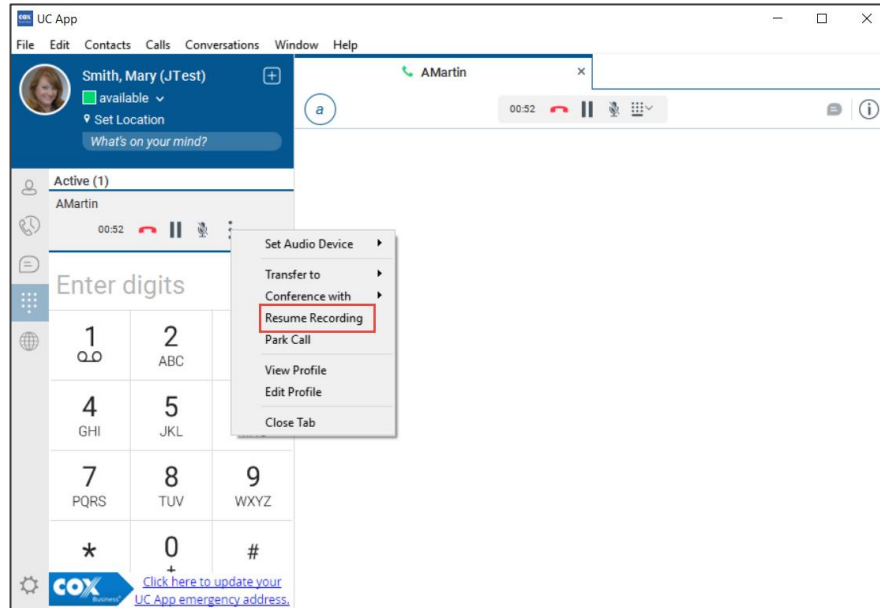 cox UC App
File Edit Contacts Calls Conversations Window Help
Smith, Mary (JTest)
available
Set Location
What's on your mind?
AMartin
a
00:52
Active (1)
AMartin
00:52
Enter digits
Set Audio Device
Transfer to
Conference with
Resume Recording
Park Call
View Profile
Edit Profile
Close Tab
1
2
ABC
4
GHI
5
JKL
7
PQRS
8
TUV
9
WXYZ
*
0
+
#
COX
Business
Click here to update your
UC App emergency address.